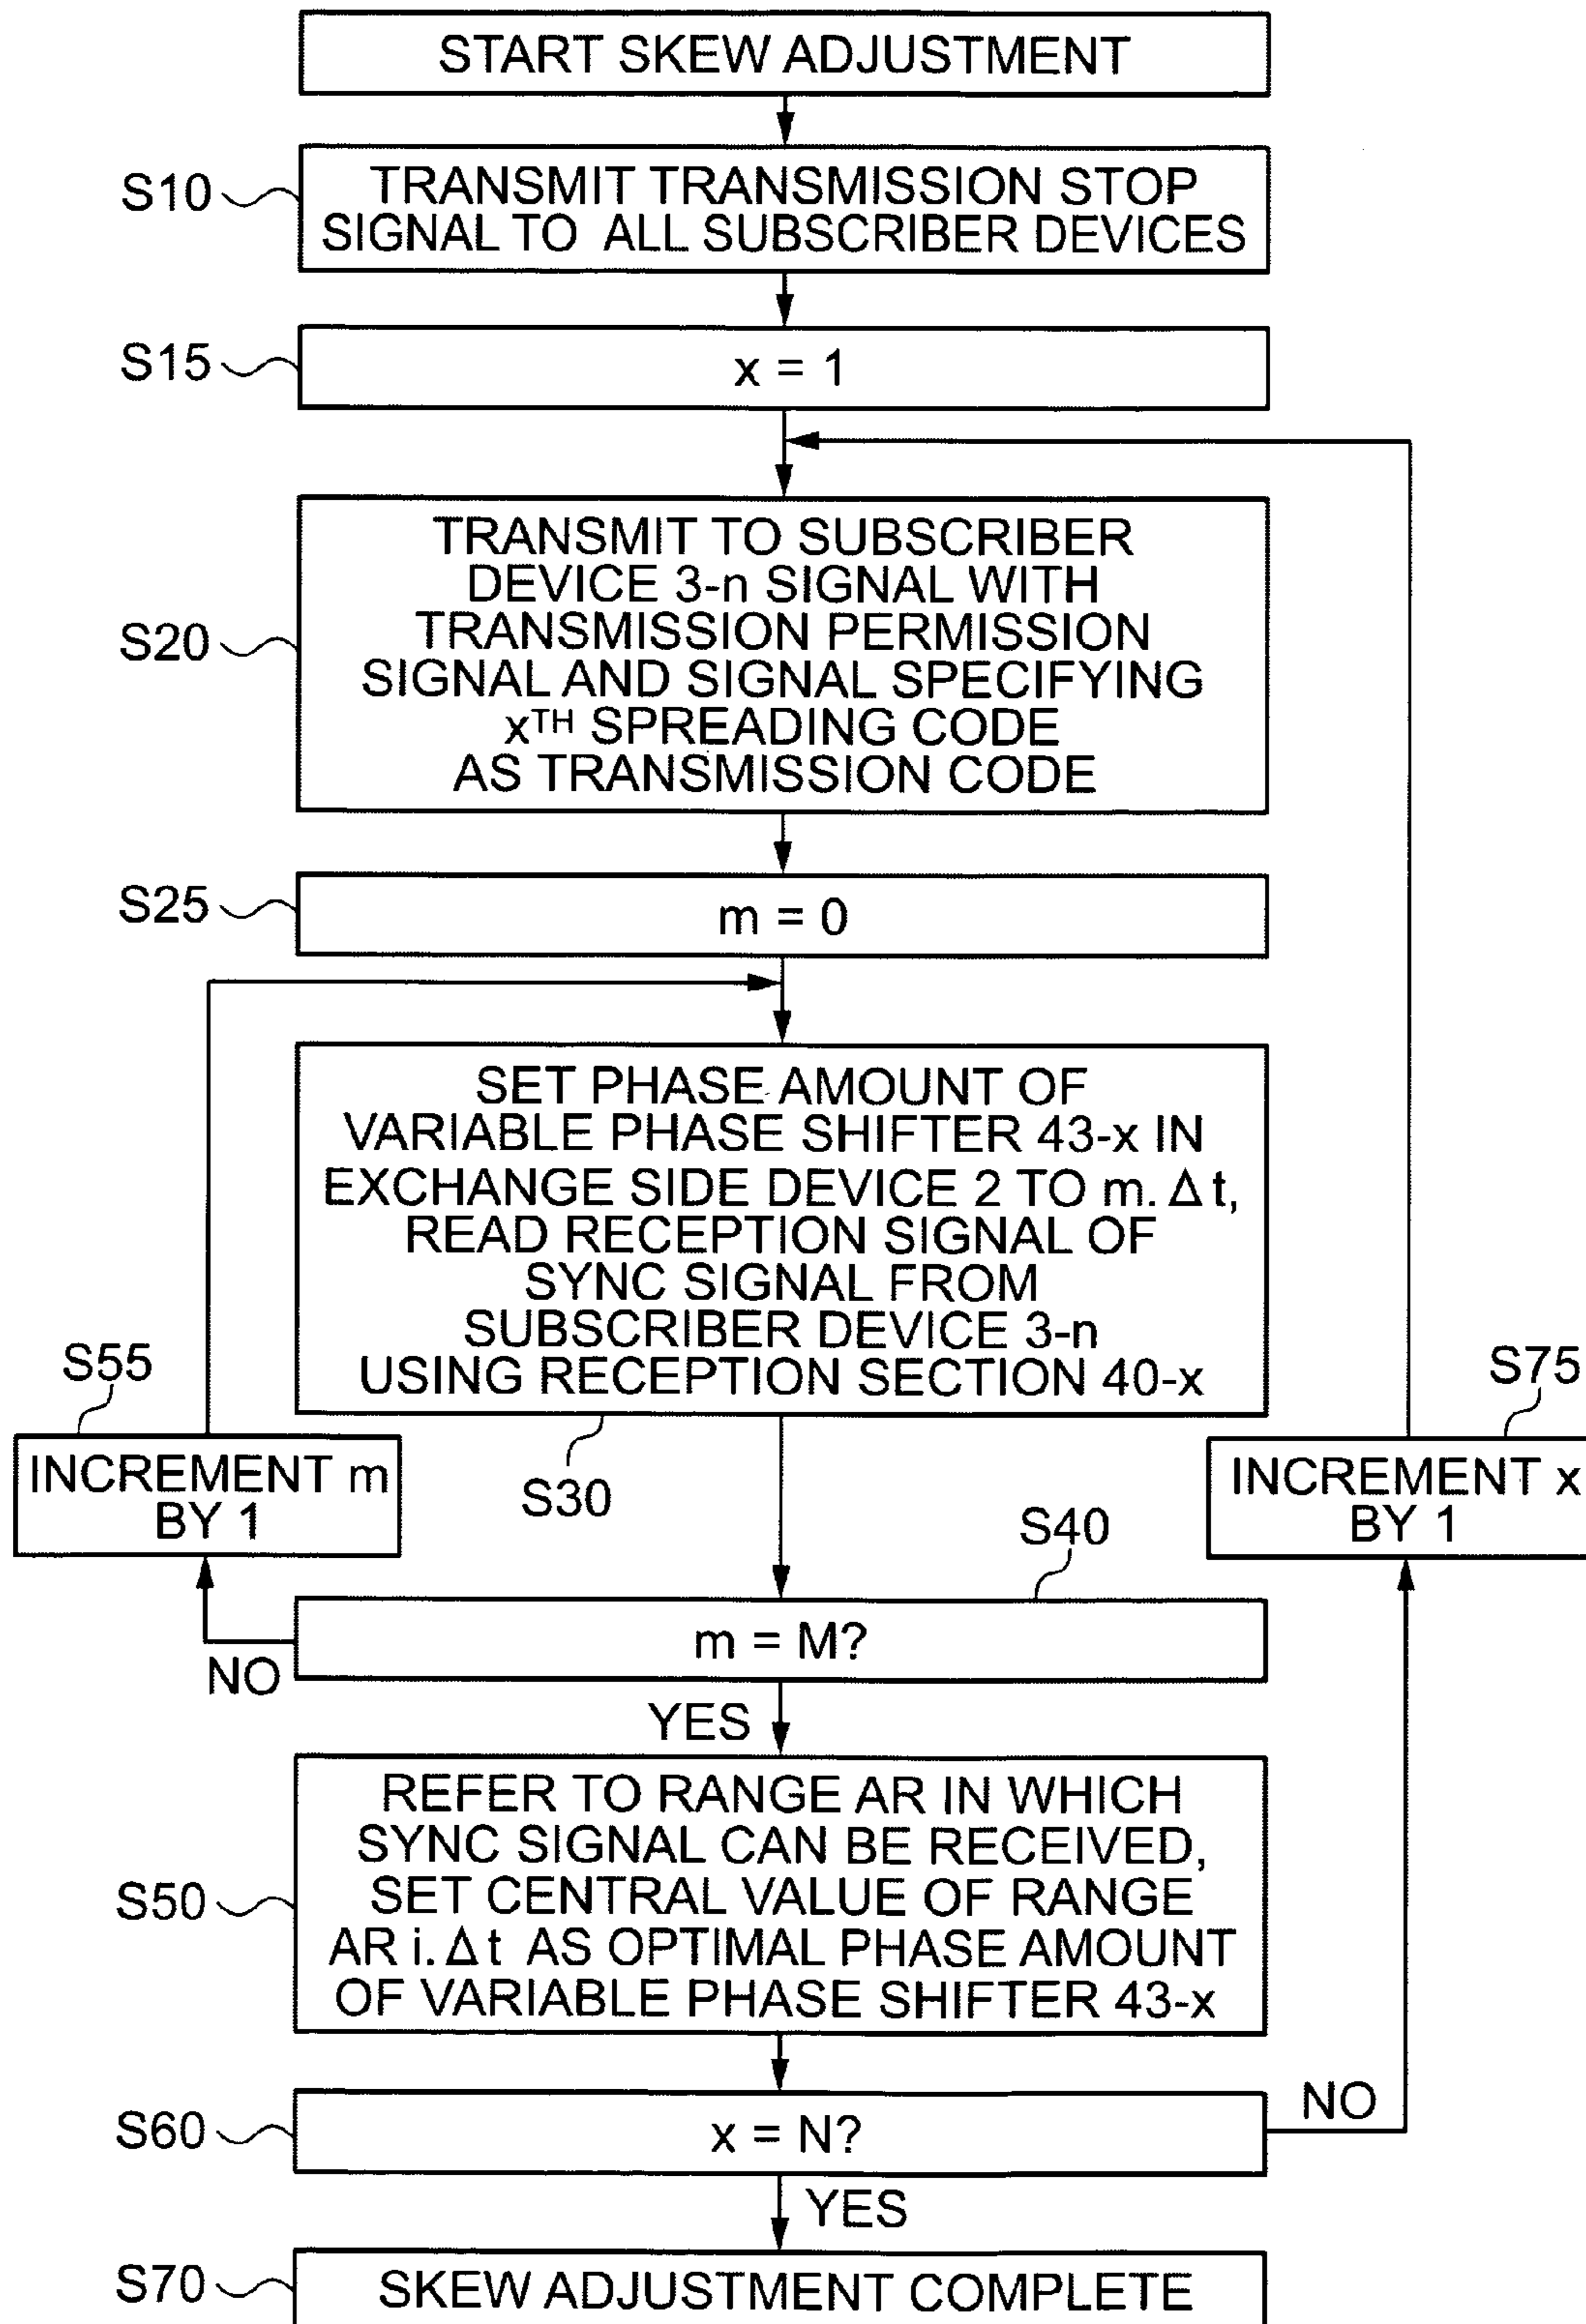 START SKEW ADJUSTMENT
S10
TRANSMIT TRANSMISSION STOP
SIGNAL TO ALL SUBSCRIBER DEVICES
S15
x = 1
S20
TRANSMIT TO SUBSCRIBER
DEVICE 3-n SIGNAL WITH
TRANSMISSION PERMISSION
SIGNAL AND SIGNAL SPECIFYING
xTH SPREADING CODE
AS TRANSMISSION CODE
S25
m = 0
SET PHASE AMOUNT OF
VARIABLE PHASE SHIFTER 43-x IN
EXCHANGE SIDE DEVICE 2 TO m. Δt,
READ RECEPTION SIGNAL OF
SYNC SIGNAL FROM
SUBSCRIBER DEVICE 3-n
USING RECEPTION SECTION 40-x
S30
S55
INCREMENT m
BY 1
S75
INCREMENT x
BY 1
S40
m = M?
NO
YES
S50
REFER TO RANGE AR IN WHICH
SYNC SIGNAL CAN BE RECEIVED,
SET CENTRAL VALUE OF RANGE
AR i. Δt AS OPTIMAL PHASE AMOUNT
OF VARIABLE PHASE SHIFTER 43-x
S60
x = N?
NO
YES
S70
SKEW ADJUSTMENT COMPLETE